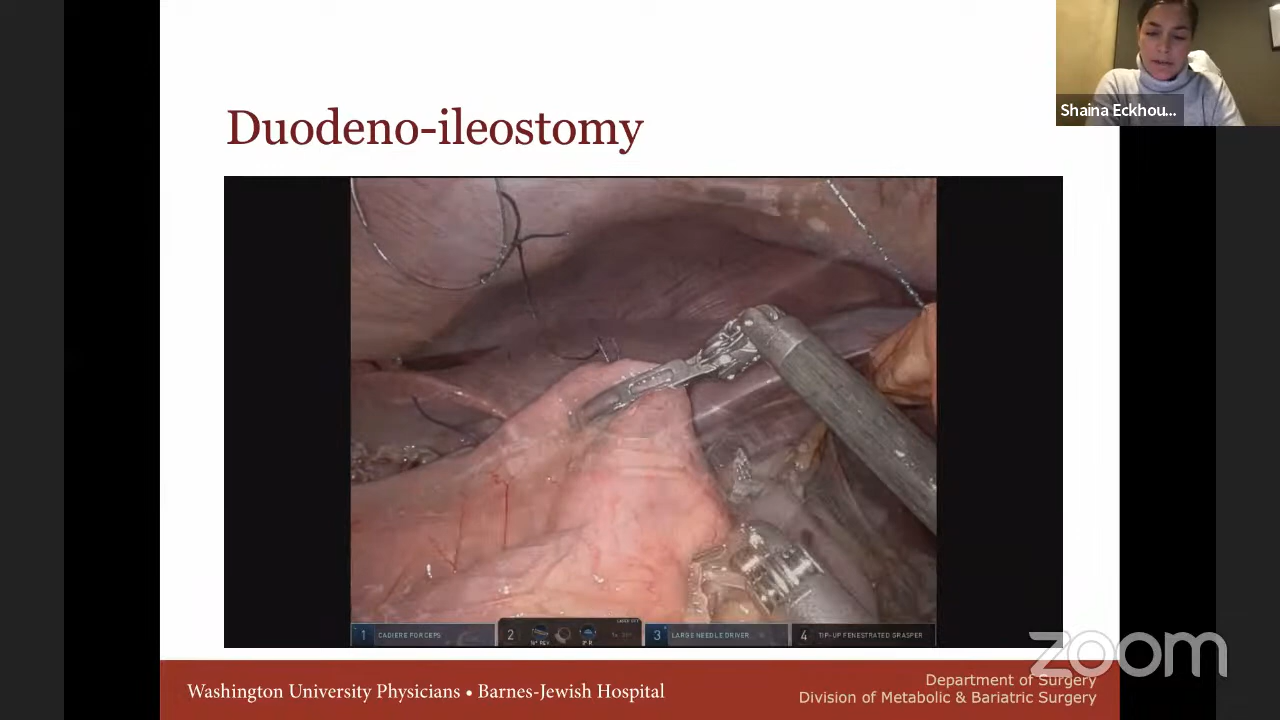 Shaina Eckhou...
Duodeno-ileostomy
1 CADIERE FORCEPS
2
3 LARGE NEEDLE DRIVER
4 TIP-UP FENESTRATED GRASPER
zoom
Washington University Physicians • Barnes-Jewish Hospital
Department of Surgery
Division of Metabolic & Bariatric Surgery